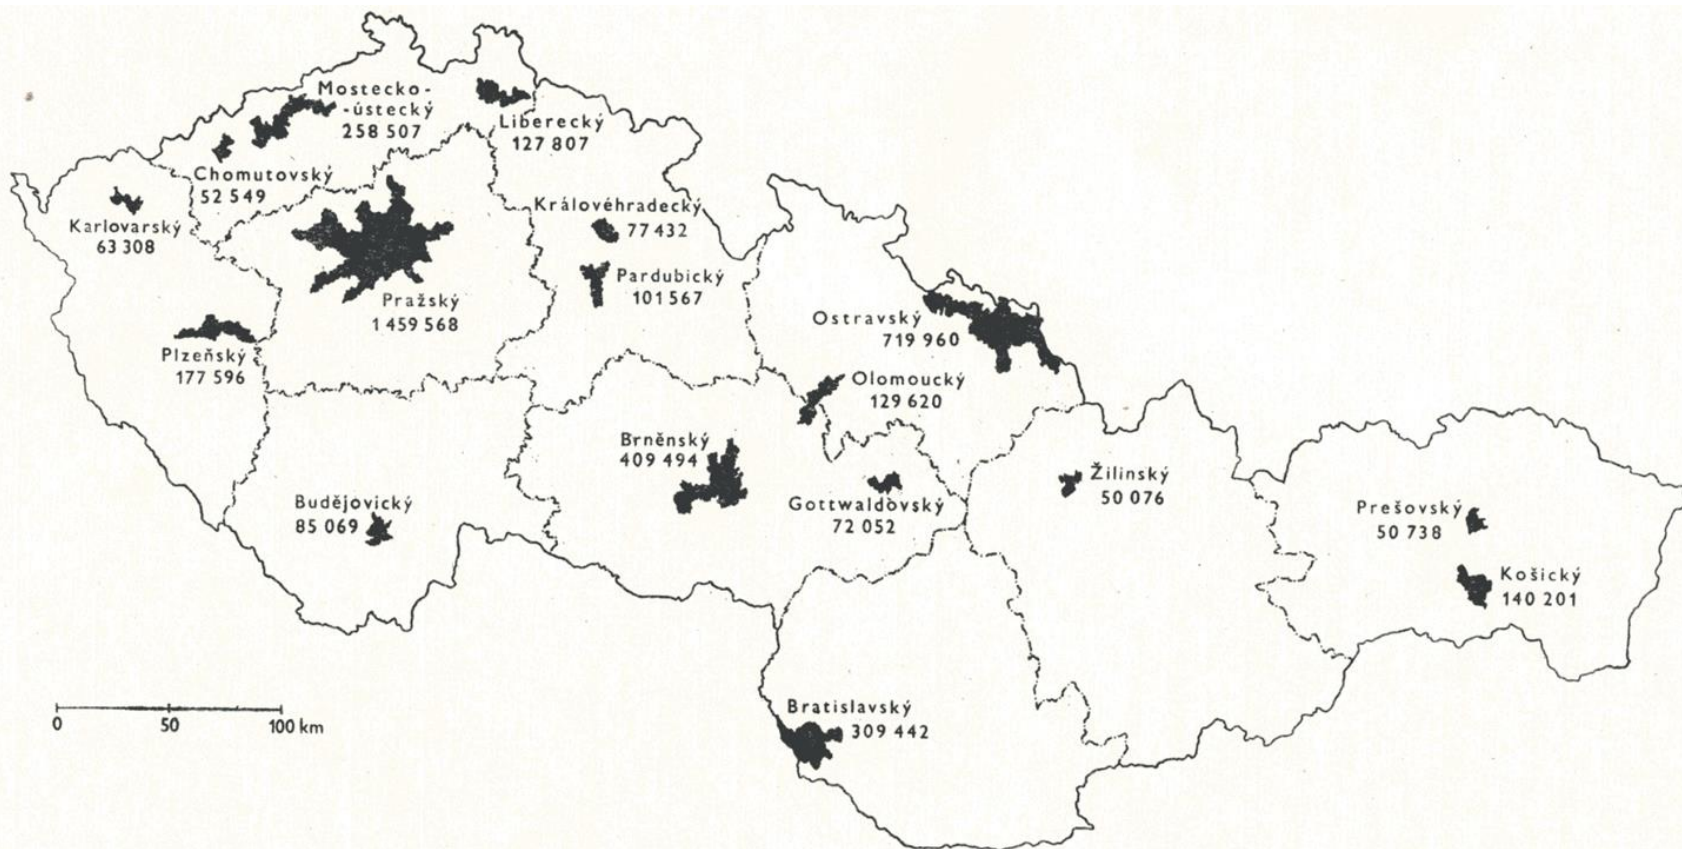 Mostecko-
-ústecký
258 507
Liberecký
127 807
Chomutovský
52 549
Karlovarský
63 308
Královéhradecký
77 432
Pardubický
101 567
Pražský
1 459 568
Plzeňský
177 596
Ostravský
719 960
Olomoucký
129 620
Brněnský
409 494
Gottwaldovský
72 052
Budějovický
85 069
Žilinský
50 076
Prešovský
50 738
Košický
140 201
Bratislavský
309 442
0 50 100 km